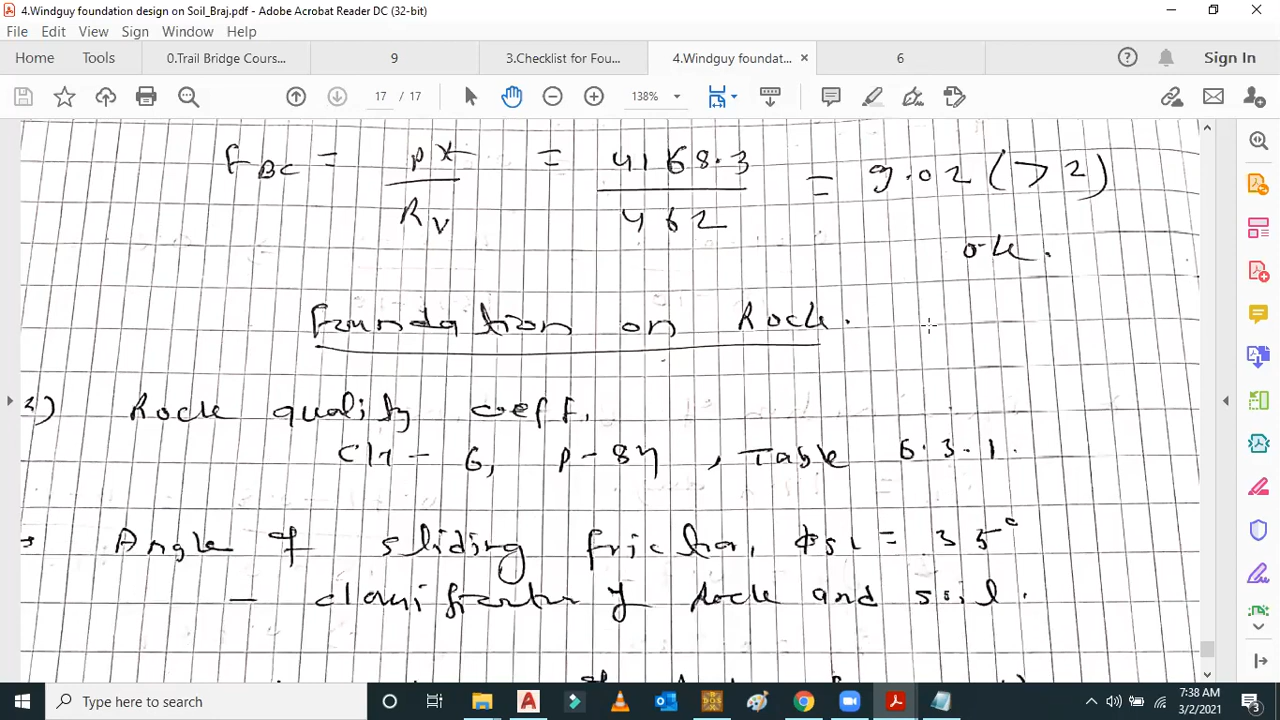 4.Windguy foundation design on Soil_Braj.pdf - Adobe Acrobat Reader DC (32-bit)
File Edit View Sign Window Help
Home Tools 0.Trail Bridge Cours... 9 3.Checklist for Fou... 4.Windguy foundat... × 6 Sign In
17 / 17 138%
F BC = p* / R V = 4168.3 / 462 = 9.02 (> 2)
ok.
Foundation on Rock.
2) Rock quality coeff.
CH - 6, P - 84, Table 6.3.1.
Angle of sliding friction, ϕsl = 35°
- classification of Rock and soil.
Type here to search
7:38 AM
3/2/2021
3